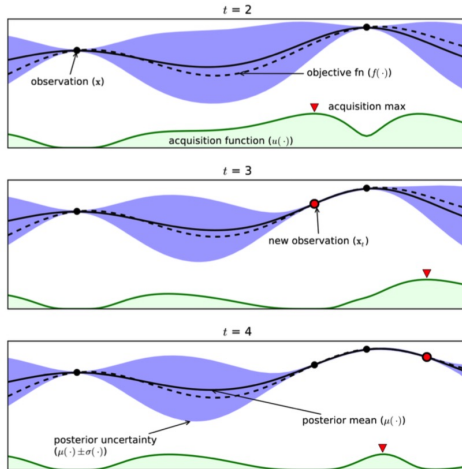 t = 2
observation (x)
objective fn (f(·))
acquisition max
acquisition function (u(·))
t = 3
new observation (xₜ)
t = 4
posterior mean (μ(·))
posterior uncertainty
(μ(·)±σ(·))